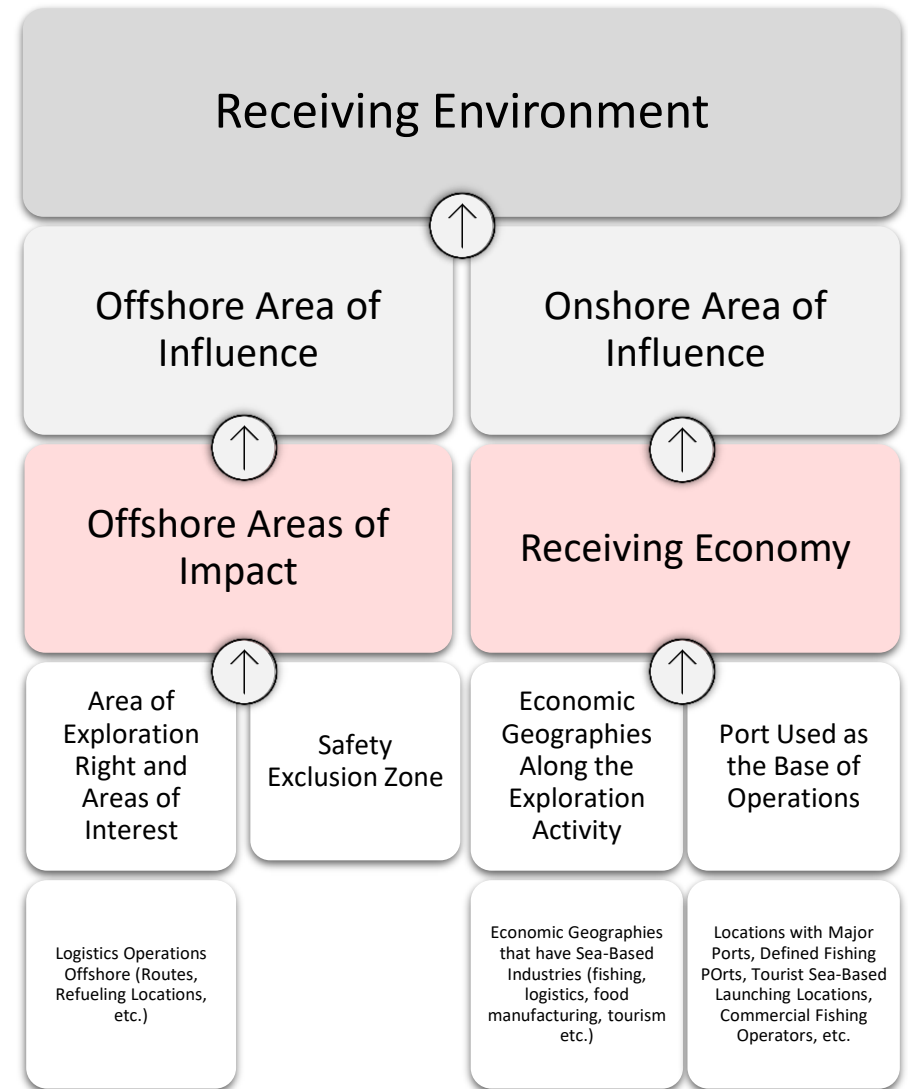 Receiving Environment
Offshore Area of
Influence
Onshore Area of
Influence
Offshore Areas of
Impact
Receiving Economy
Area of
Exploration
Right and
Areas of
Interest
Safety
Exclusion Zone
Economic
Geographies
Along the
Exploration
Activity
Port Used as
the Base of
Operations
Logistics Operations
Offshore (Routes,
Refueling Locations,
etc.)
Economic Geographies
that have Sea-Based
Industries (fishing,
logistics, food
manufacturing, tourism
etc.)
Locations with Major
Ports, Defined Fishing
POrts, Tourist Sea-Based
Launching Locations,
Commercial Fishing
Operators, etc.